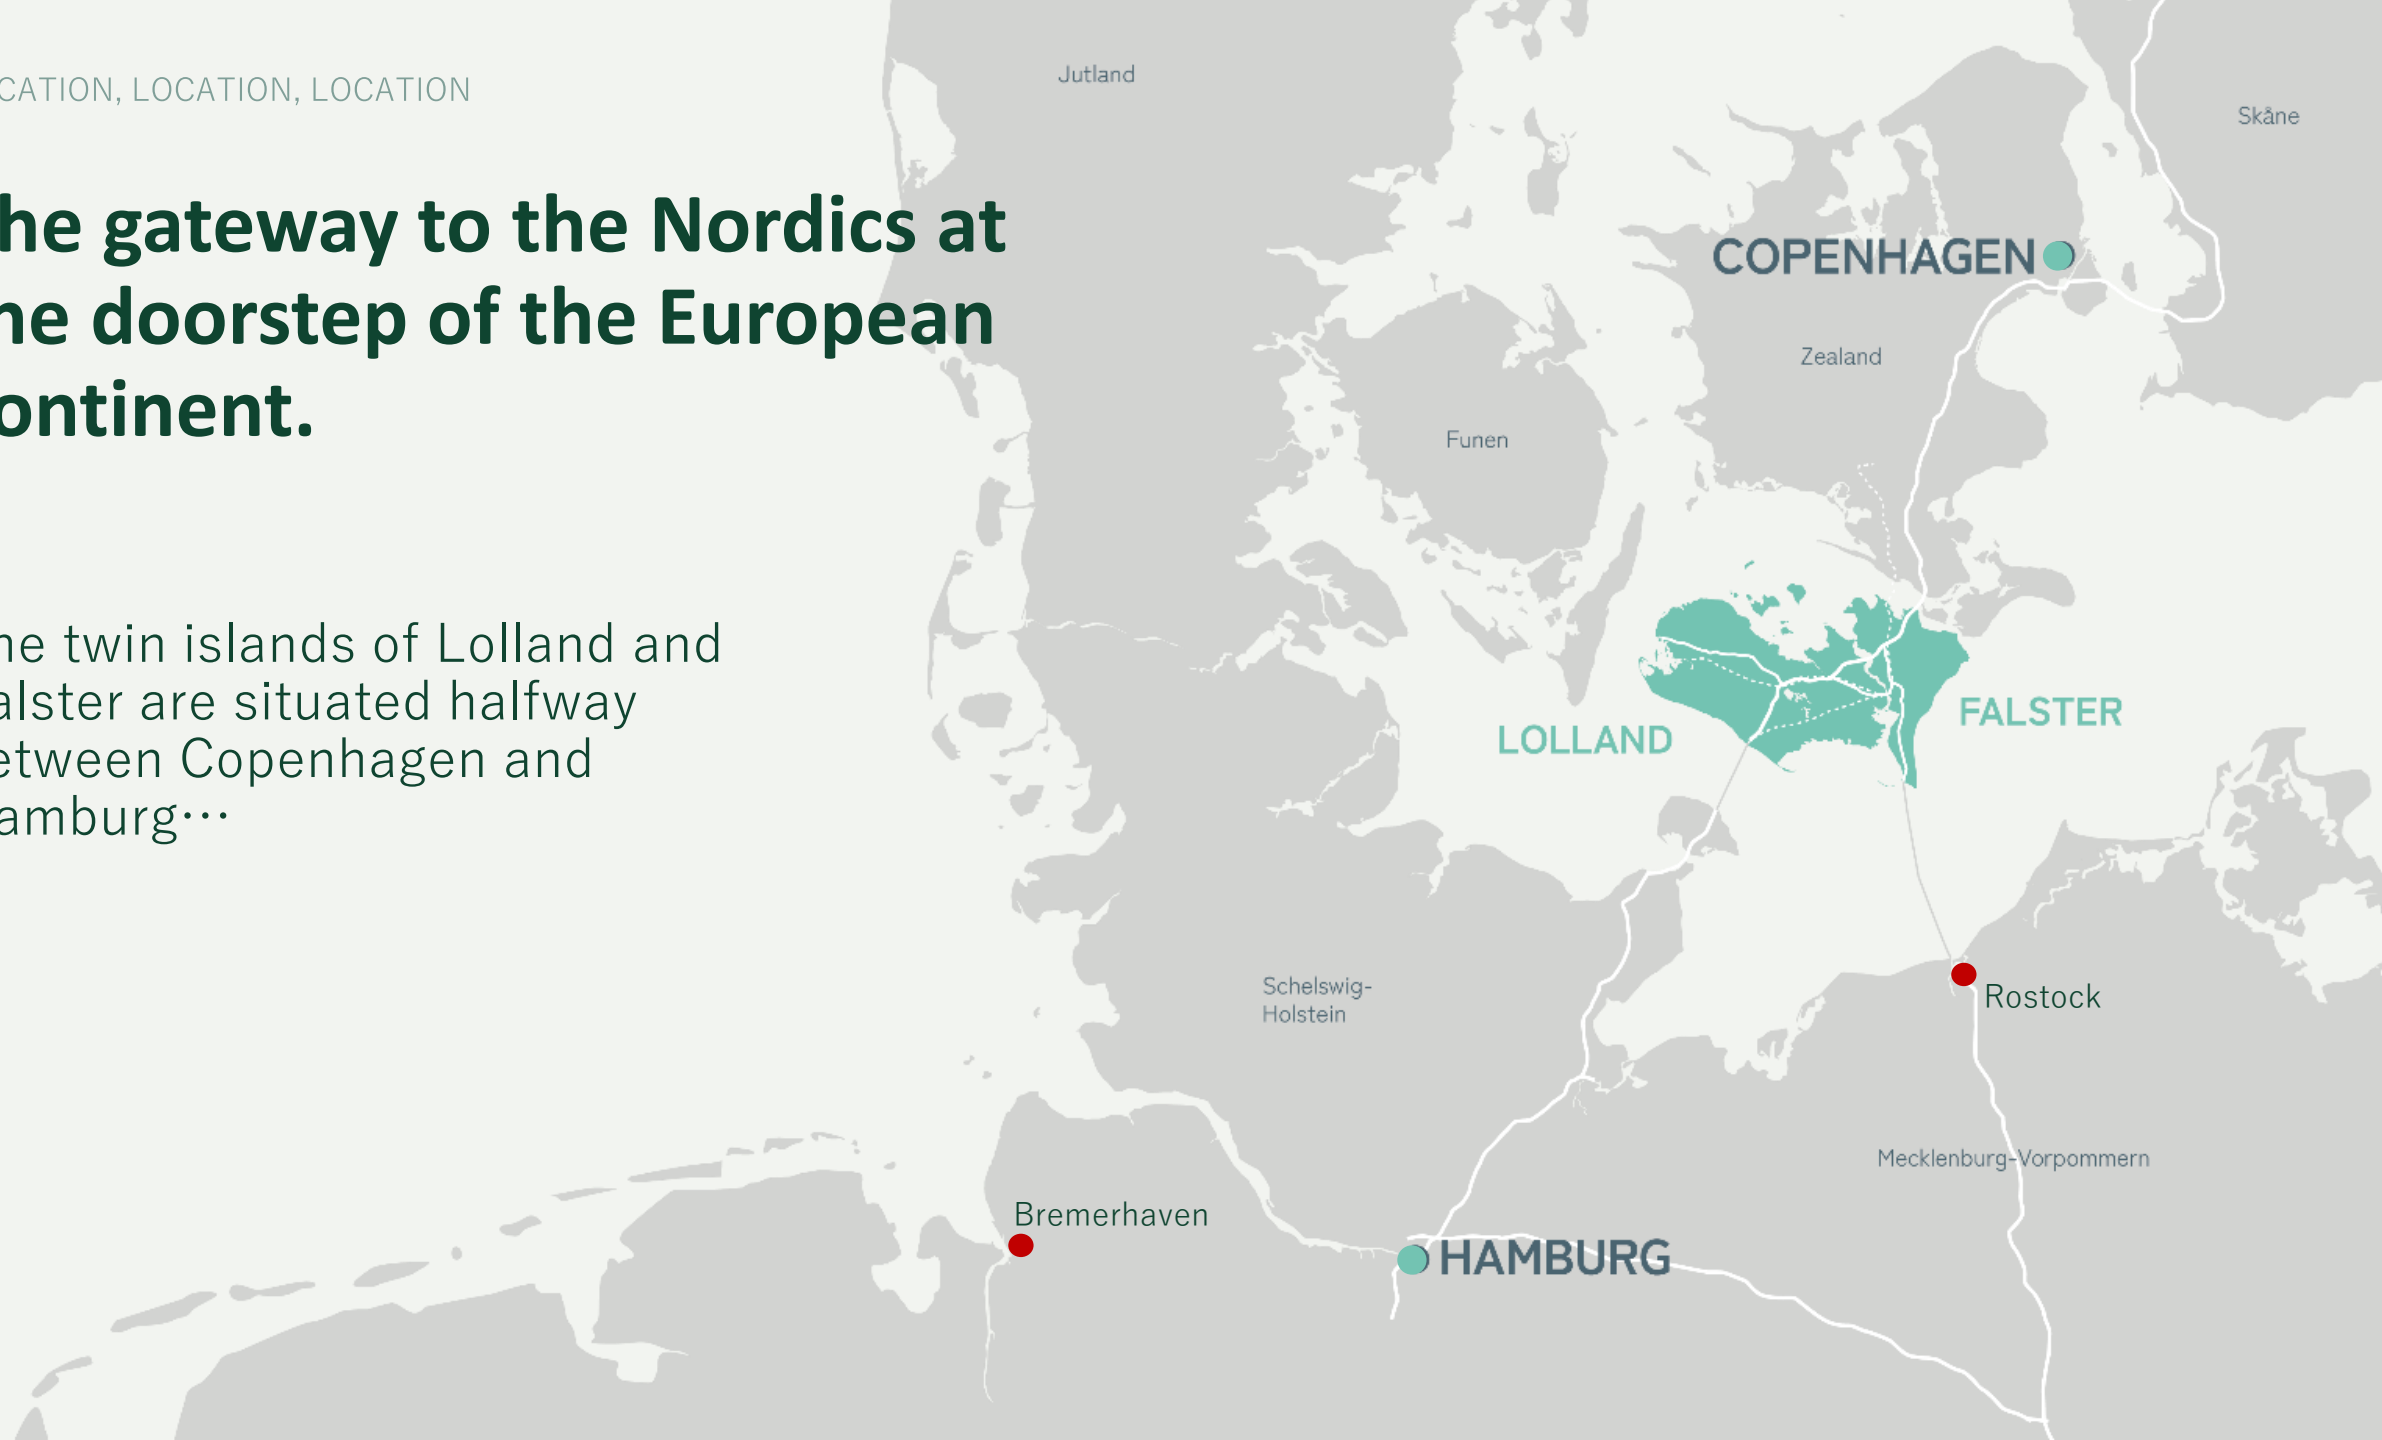 CATION, LOCATION, LOCATION
he gateway to the Nordics at
he doorstep of the European
ontinent.
he twin islands of Lolland and
alster are situated halfway
etween Copenhagen and
amburg…
Jutland
Skåne
COPENHAGEN
Zealand
Funen
LOLLAND
FALSTER
Schelswig-
Holstein
Rostock
Mecklenburg-Vorpommern
Bremerhaven
HAMBURG